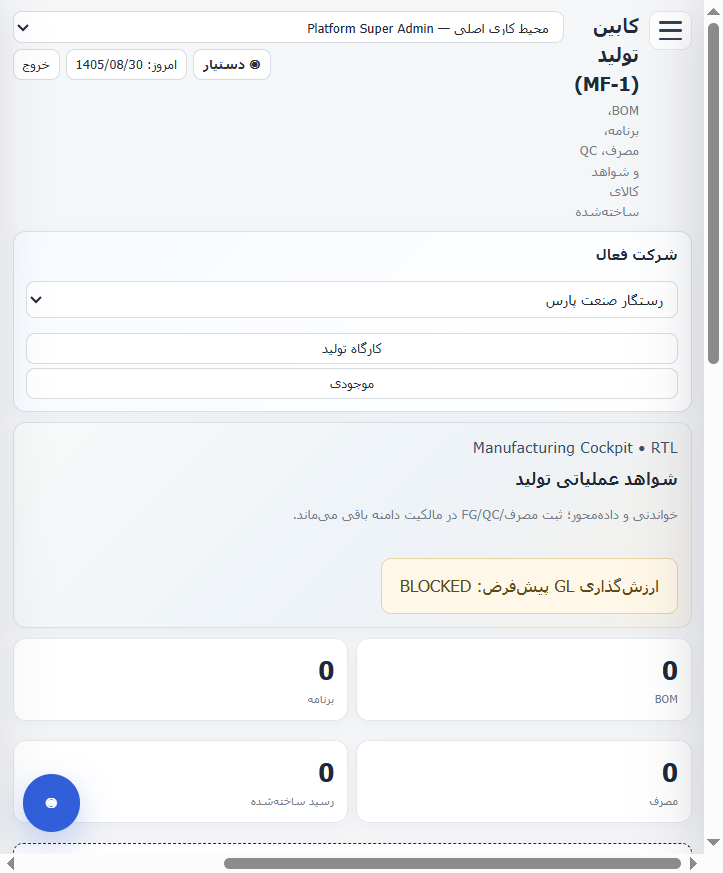 کابین
تولید
(MF-1)
BOM،
برنامه،
مصرف، QC
و شواهد
کالای
ساخته‌شده
محیط کاری اصلی — Platform Super Admin
◉ دستیار
امروز: 1405/08/30
خروج
شرکت فعال
رستگار صنعت پارس
کارگاه تولید
موجودی
Manufacturing Cockpit • RTL
شواهد عملیاتی تولید
خواندنی و داده‌محور؛ ثبت مصرف/FG/QC در مالکیت دامنه باقی می‌ماند.
ارزش‌گذاری GL پیش‌فرض: BLOCKED
0
BOM
0
برنامه
0
مصرف
0
رسید ساخته‌شده